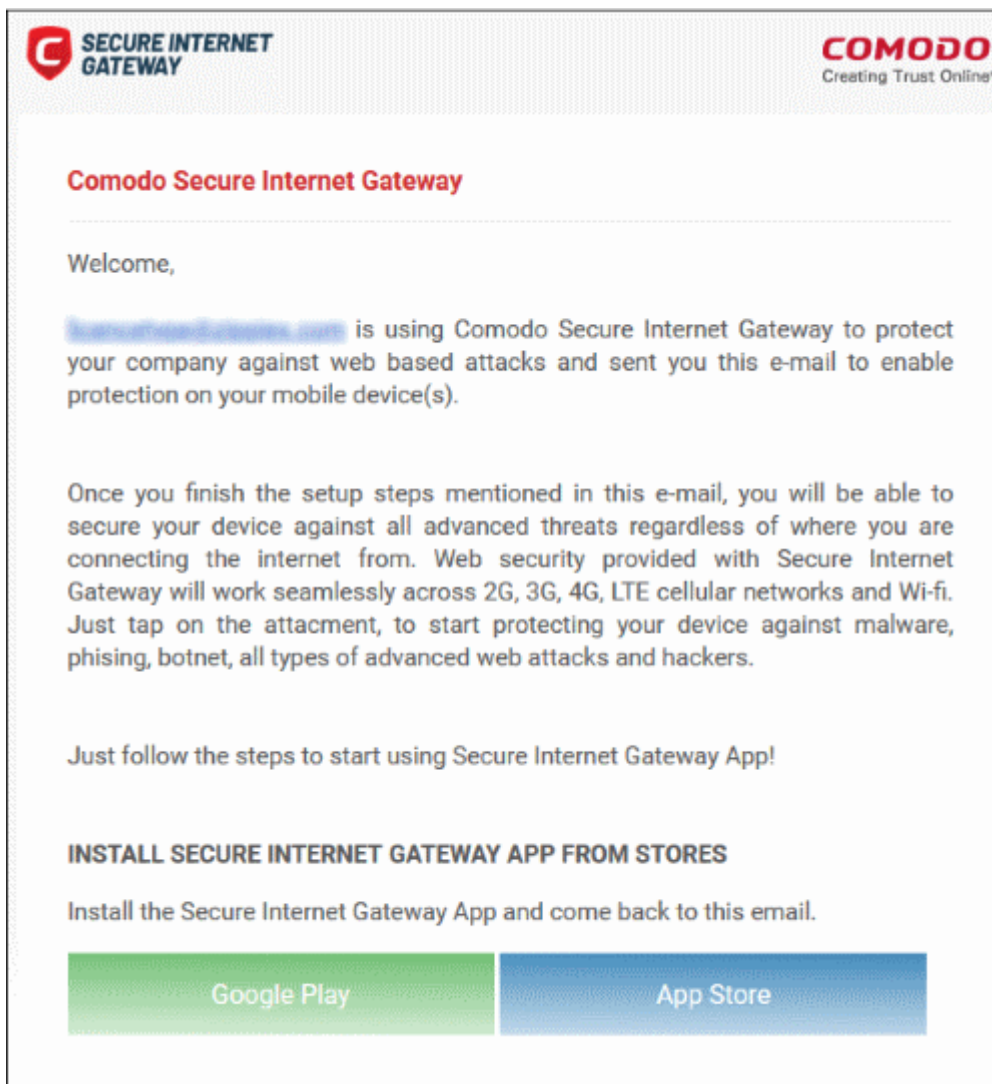 SECURE INTERNET
GATEWAY
COMODO
Creating Trust Online
Comodo Secure Internet Gateway
Welcome,
is using Comodo Secure Internet Gateway to protect
your company against web based attacks and sent you this e-mail to enable
protection on your mobile device(s).
Once you finish the setup steps mentioned in this e-mail, you will be able to
secure your device against all advanced threats regardless of where you are
connecting the internet from. Web security provided with Secure Internet
Gateway will work seamlessly across 2G, 3G, 4G, LTE cellular networks and Wi-fi.
Just tap on the attacment, to start protecting your device against malware,
phising, botnet, all types of advanced web attacks and hackers.
Just follow the steps to start using Secure Internet Gateway App!
INSTALL SECURE INTERNET GATEWAY APP FROM STORES
Install the Secure Internet Gateway App and come back to this email.
Google Play
App Store